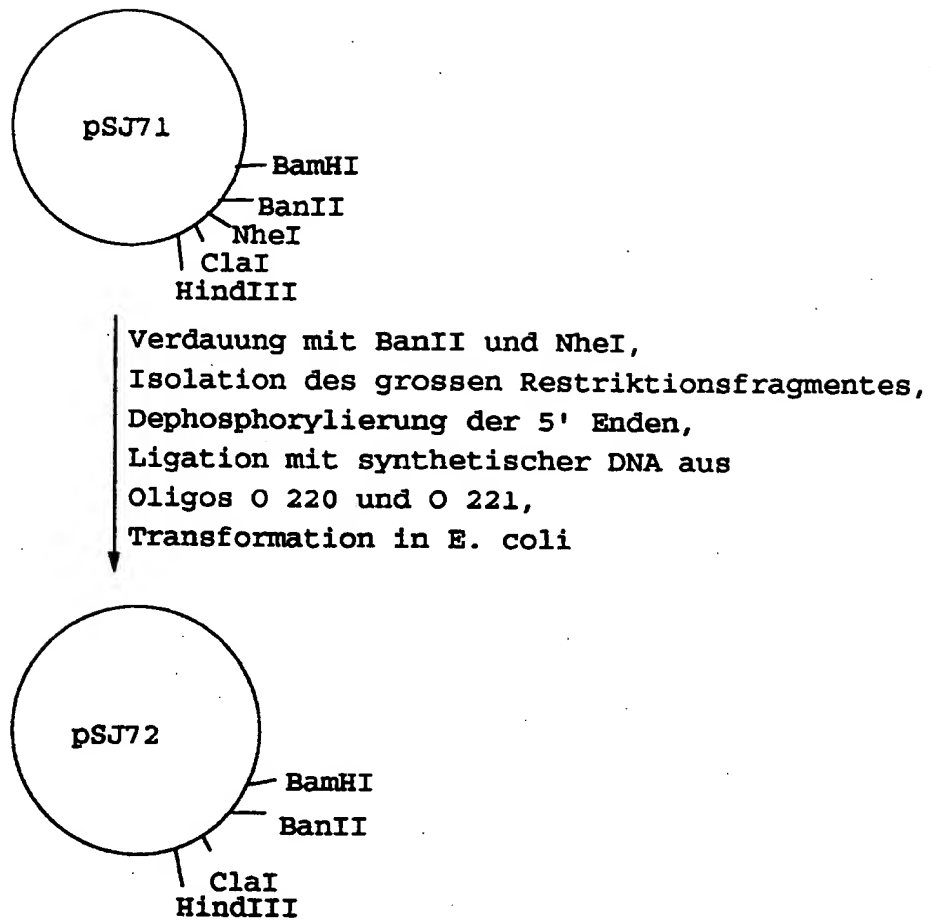 pSJ71
BamHI
BanII
NheI
ClaI
HindIII
Verdauung mit BanII und NheI,
Isolation des grossen Restriktionsfragmentes,
Dephosphorylierung der 5' Enden,
Ligation mit synthetischer DNA aus
Oligos O 220 und O 221,
Transformation in E. coli
pSJ72
BamHI
BanII
ClaI
HindIII